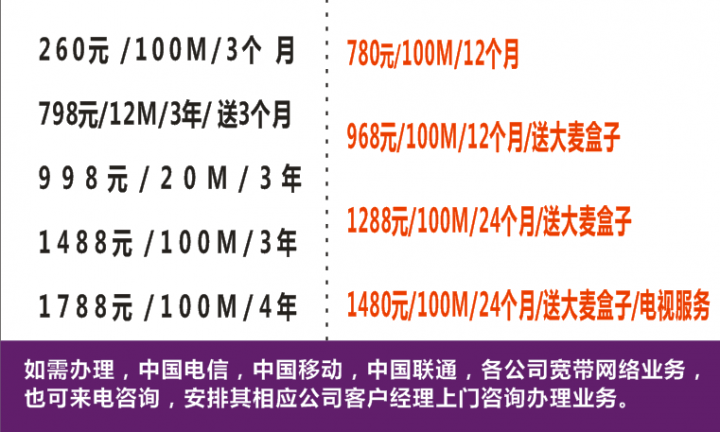 260元 /100M/3个 月
798元/12M/3年/ 送3个月
998元/20M/3年
1488元/100M/3年
1788元/100M/4年
780元/100M/12个月
968元/100M/12个月/送大麦盒子
1288元/100M/24个月/送大麦盒子
1480元/100M/24个月/送大麦盒子/电视服务
如需办理，中国电信，中国移动，中国联通，各公司宽带网络业务，
也可来电咨询，安排其相应公司客户经理上门咨询办理业务。